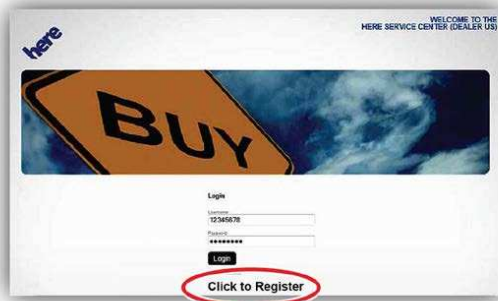 here
WELCOME TO THE
HERE SERVICE CENTER (DEALER US)
BUY
Login
Username
12345678
Password
••••••••
Login
Click to Register